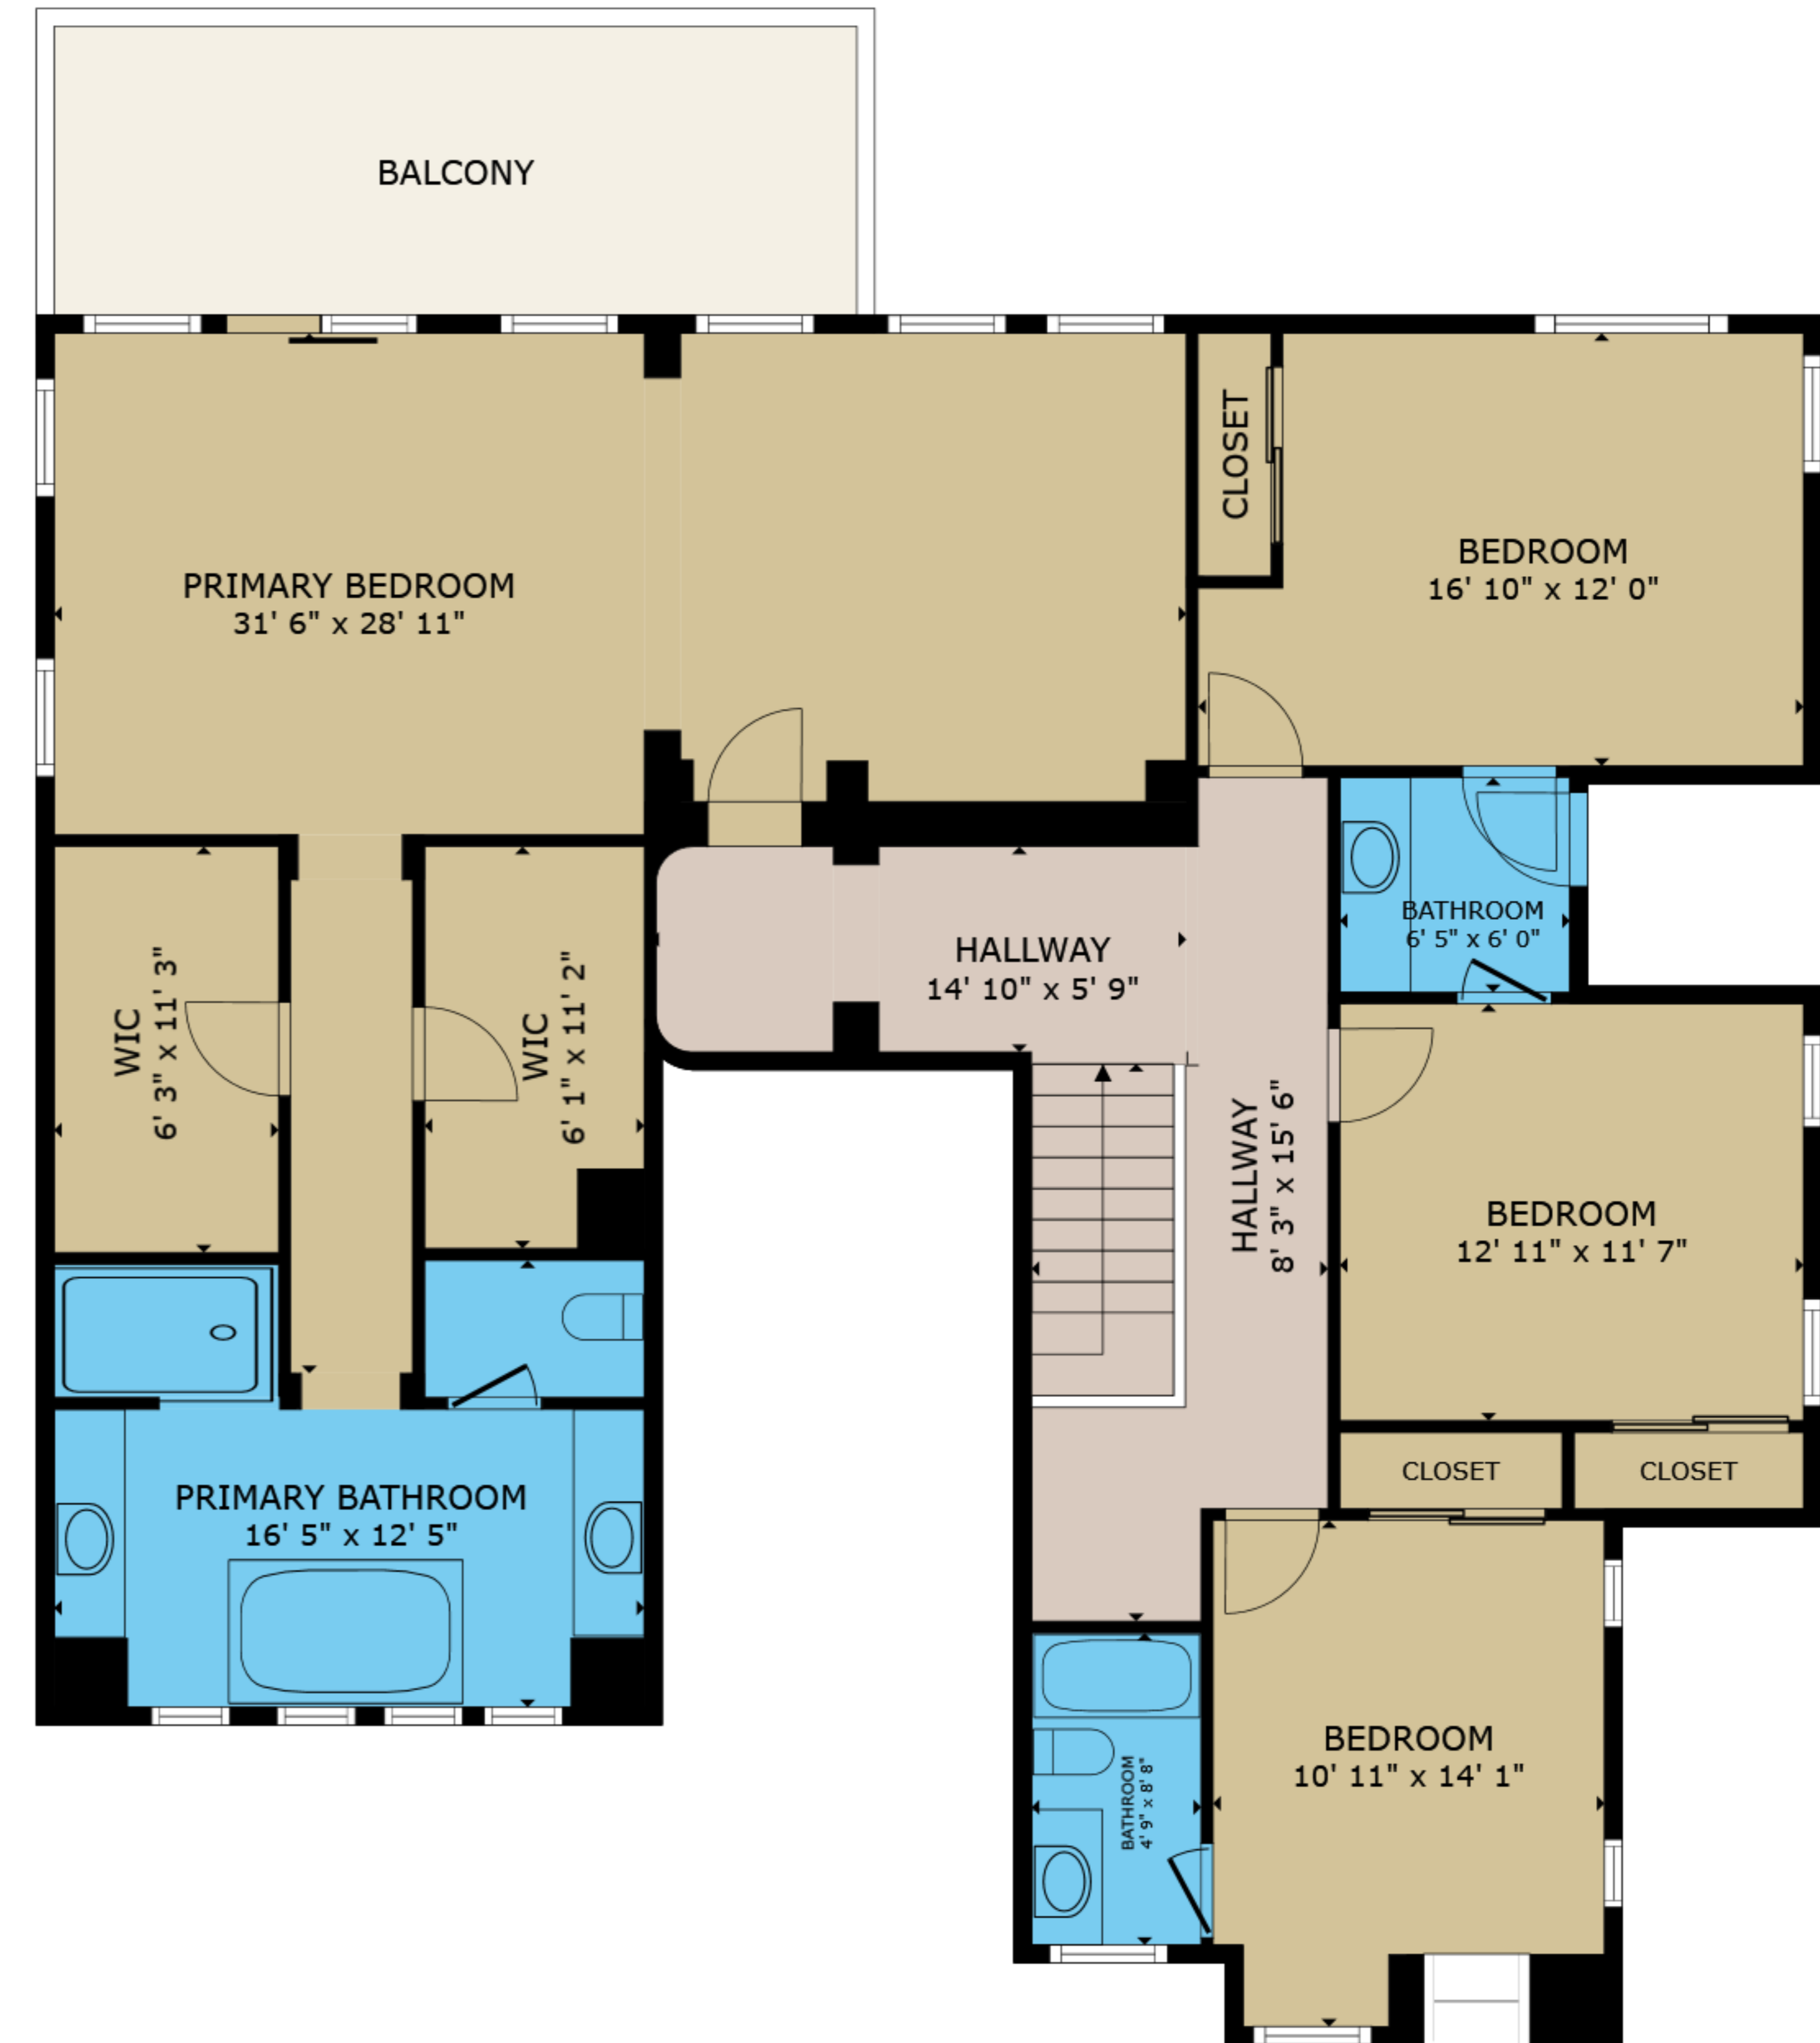 BALCONY
PRIMARY BEDROOM
31' 6" x 28' 11"
CLOSET
BEDROOM
16' 10" x 12' 0"
WIC
6' 3" x 11' 3"
WIC
6' 1" x 11' 2"
HALLWAY
14' 10" x 5' 9"
BATHROOM
6' 5" x 6' 0"
HALLWAY
8' 3" x 15' 6"
BEDROOM
12' 11" x 11' 7"
CLOSET
CLOSET
PRIMARY BATHROOM
16' 5" x 12' 5"
BATHROOM
4' 9" x 8' 8"
BEDROOM
10' 11" x 14' 1"